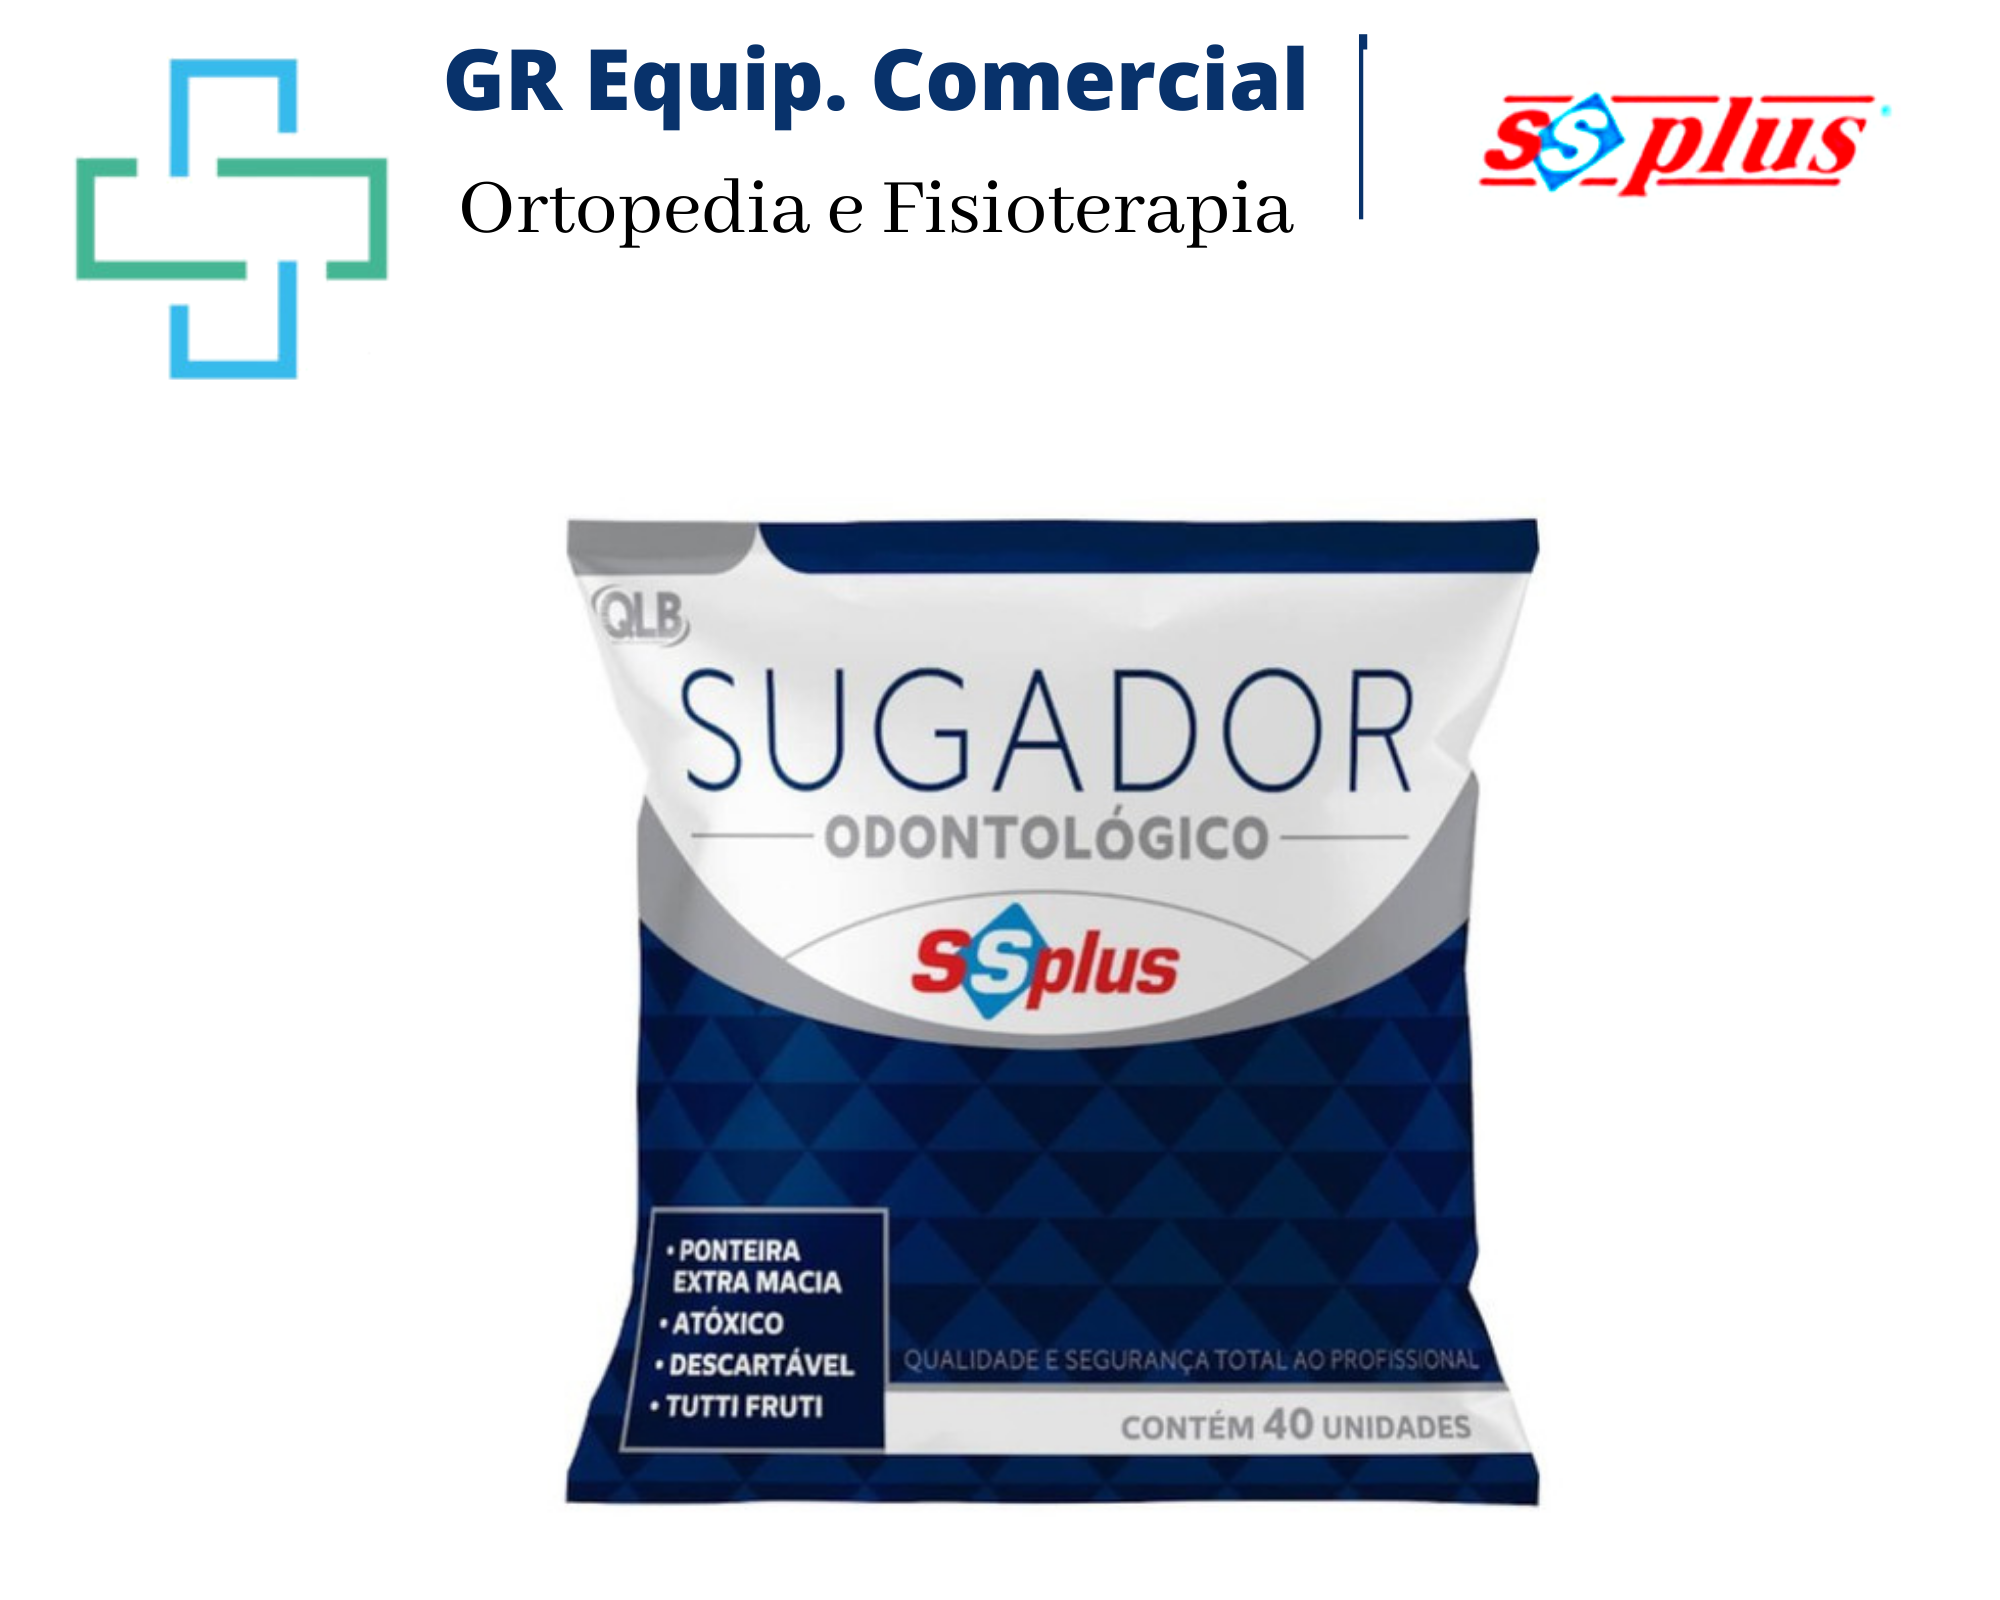 GR Equip. Comercial
Ortopedia e Fisioterapia
SSplus
QLB
SUGADOR
ODONTOLÓGICO
SSplus
• PONTEIRA
EXTRA MACIA
• ATÓXICO
• DESCARTÁVEL
• TUTTI FRUTI
QUALIDADE E SEGURANÇA TOTAL AO PROFISSIONAL
CONTÉM 40 UNIDADES